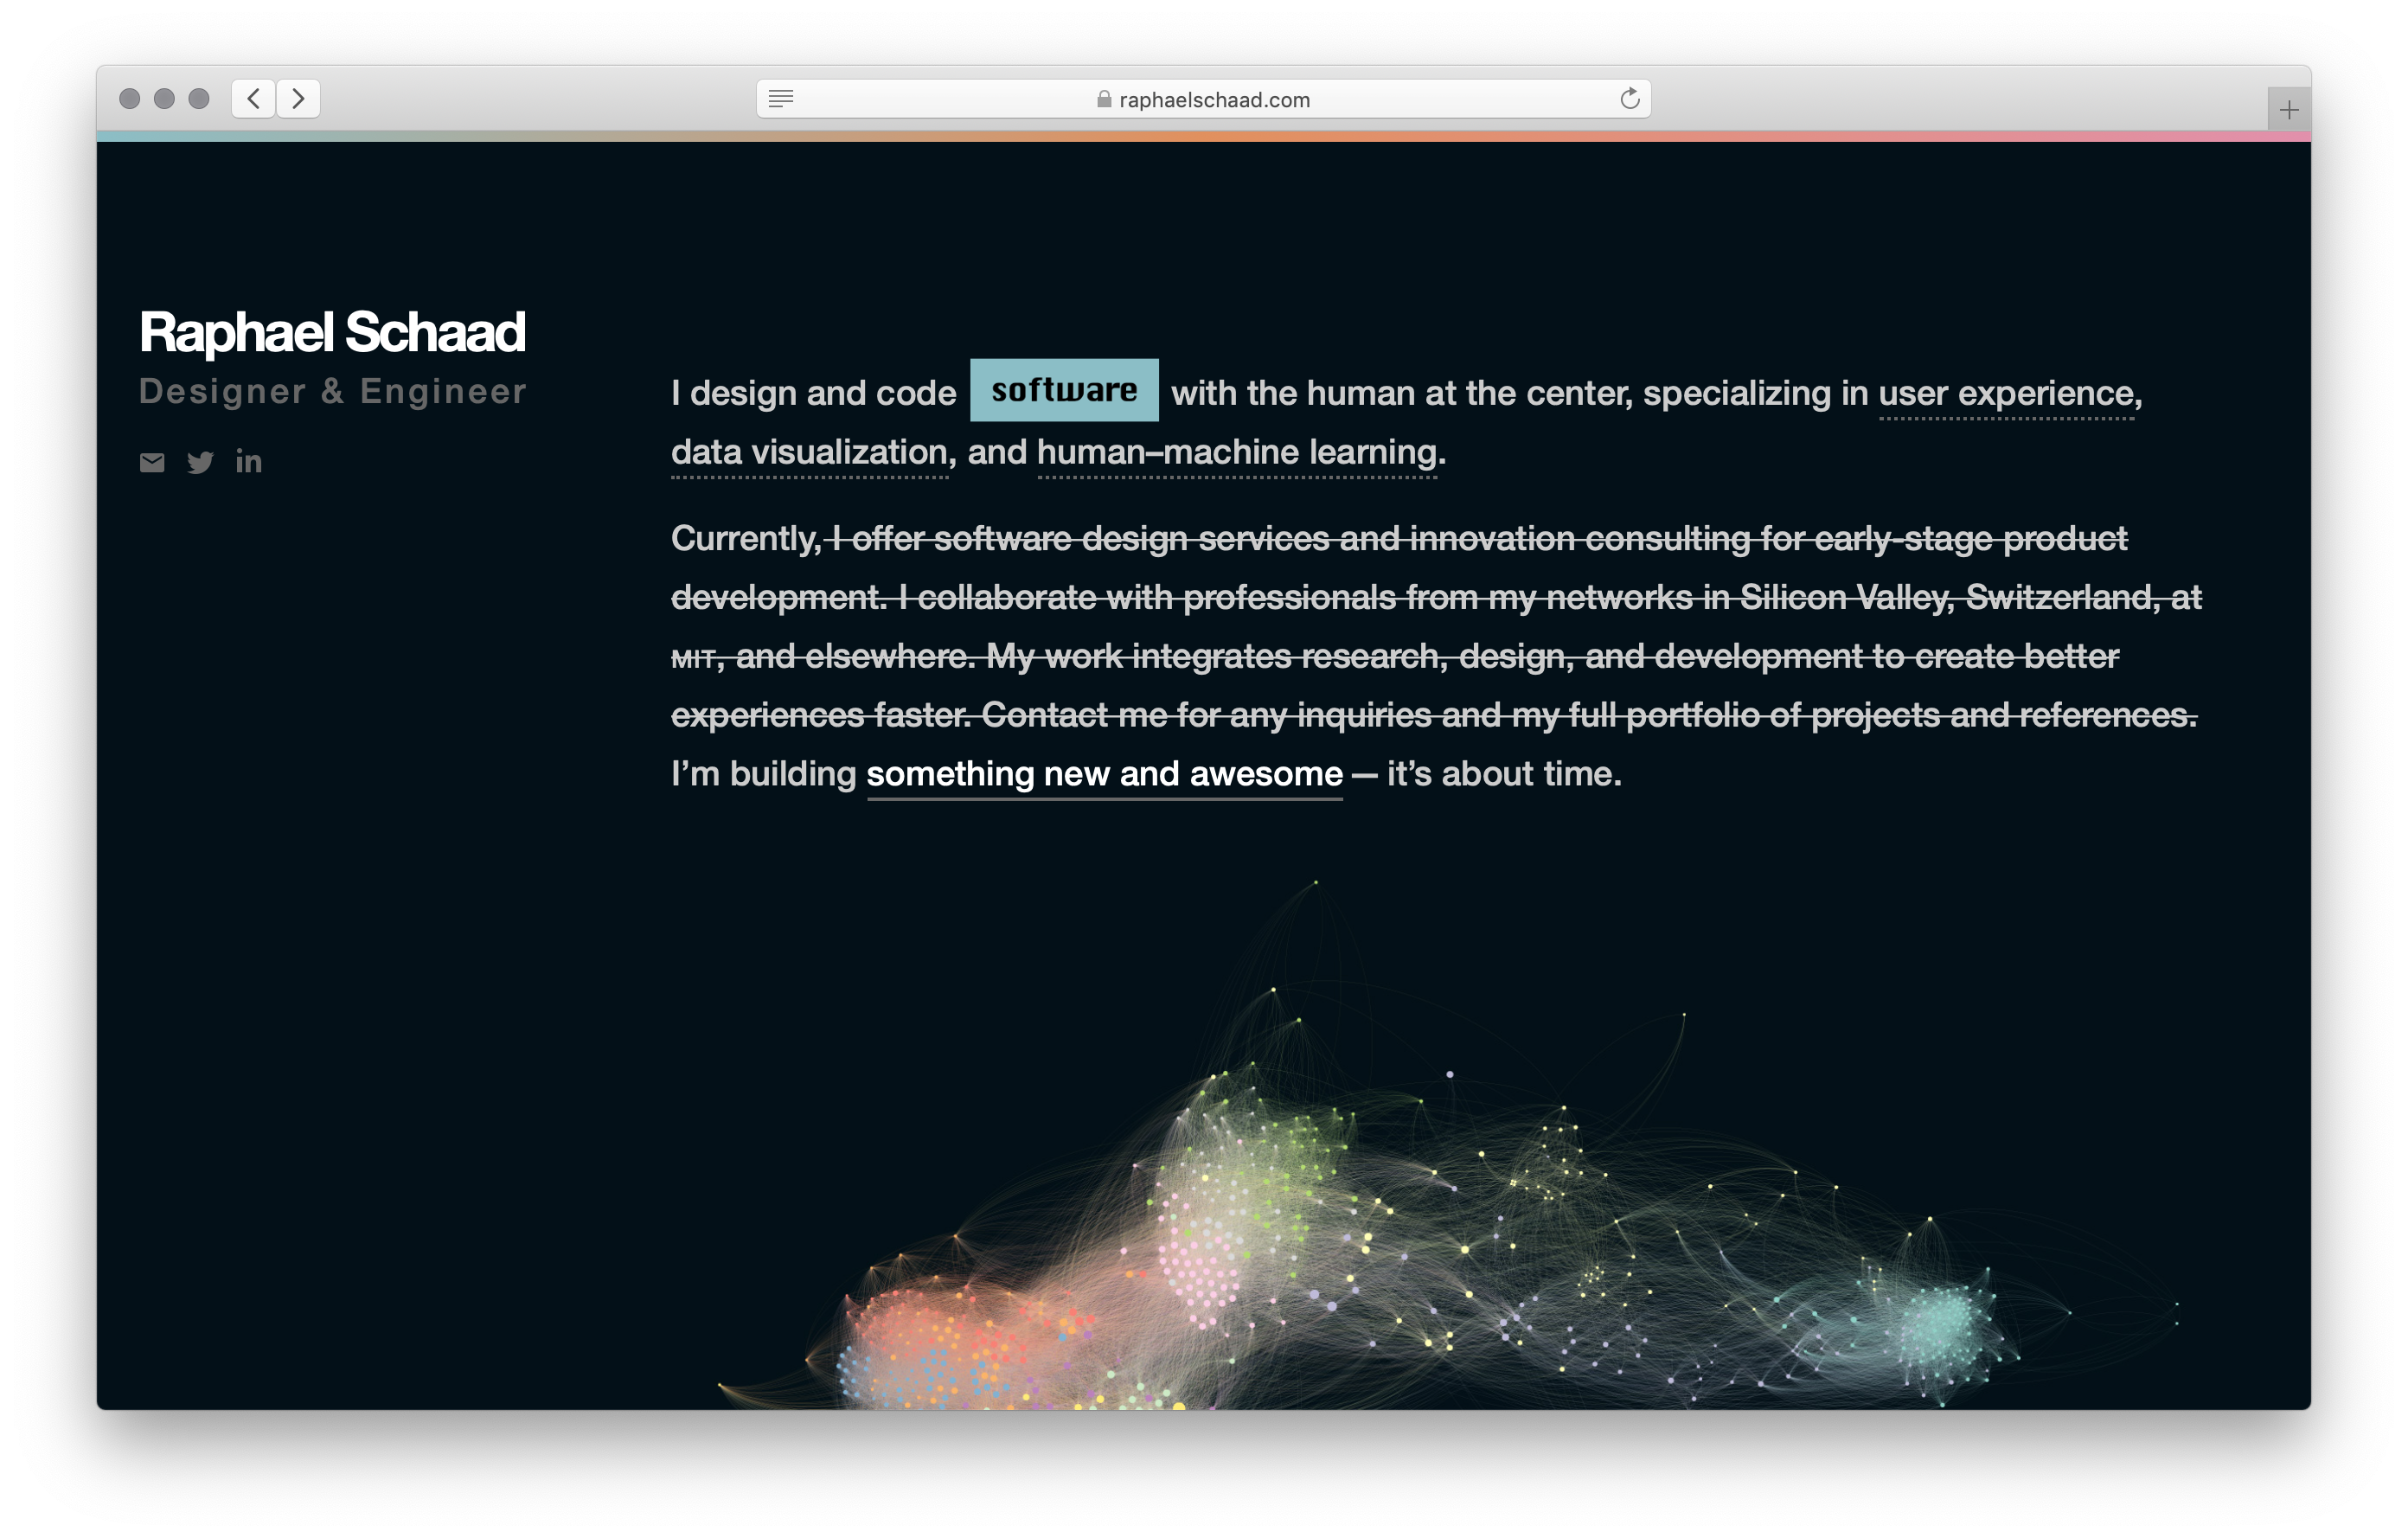 raphaelschaad.com
Raphael Schaad
Designer & Engineer
in
I design and code software with the human at the center, specializing in user experience,
data visualization, and human–machine learning.
Currently, I offer software design services and innovation consulting for early-stage product
development. I collaborate with professionals from my networks in Silicon Valley, Switzerland, at
MIT, and elsewhere. My work integrates research, design, and development to create better
experiences faster. Contact me for any inquiries and my full portfolio of projects and references.
I’m building something new and awesome — it’s about time.